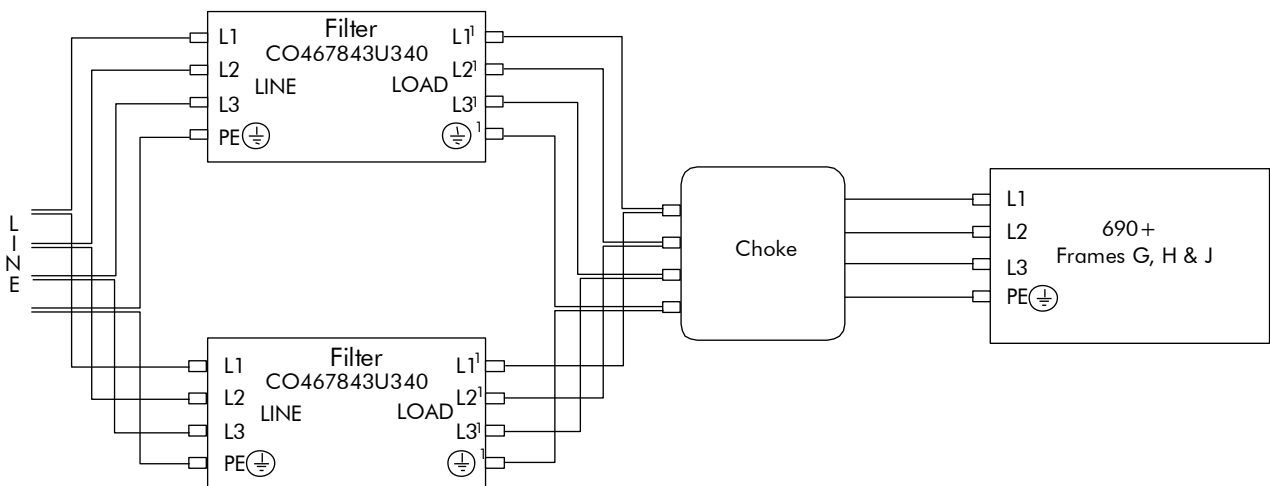 Filter
CO467843U340
LINE
LOAD
L1
L2
L3
PE
L1¹
L2¹
L3¹
1
LINE
Choke
690+
Frames G, H & J
L1
L2
L3
PE
Filter
CO467843U340
LINE
LOAD
L1
L2
L3
PE
L1¹
L2¹
L3¹
1